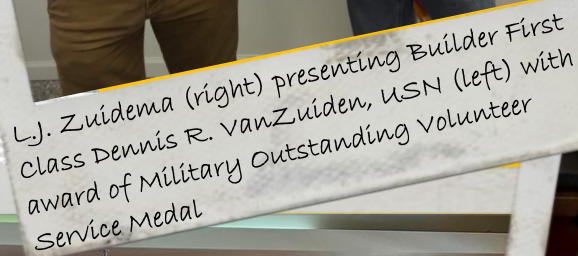 L.J. Zuidema (right) presenting Builder First
Class Dennis R. VanZuiden, USN (left) with
award of Military Outstanding Volunteer
Service Medal